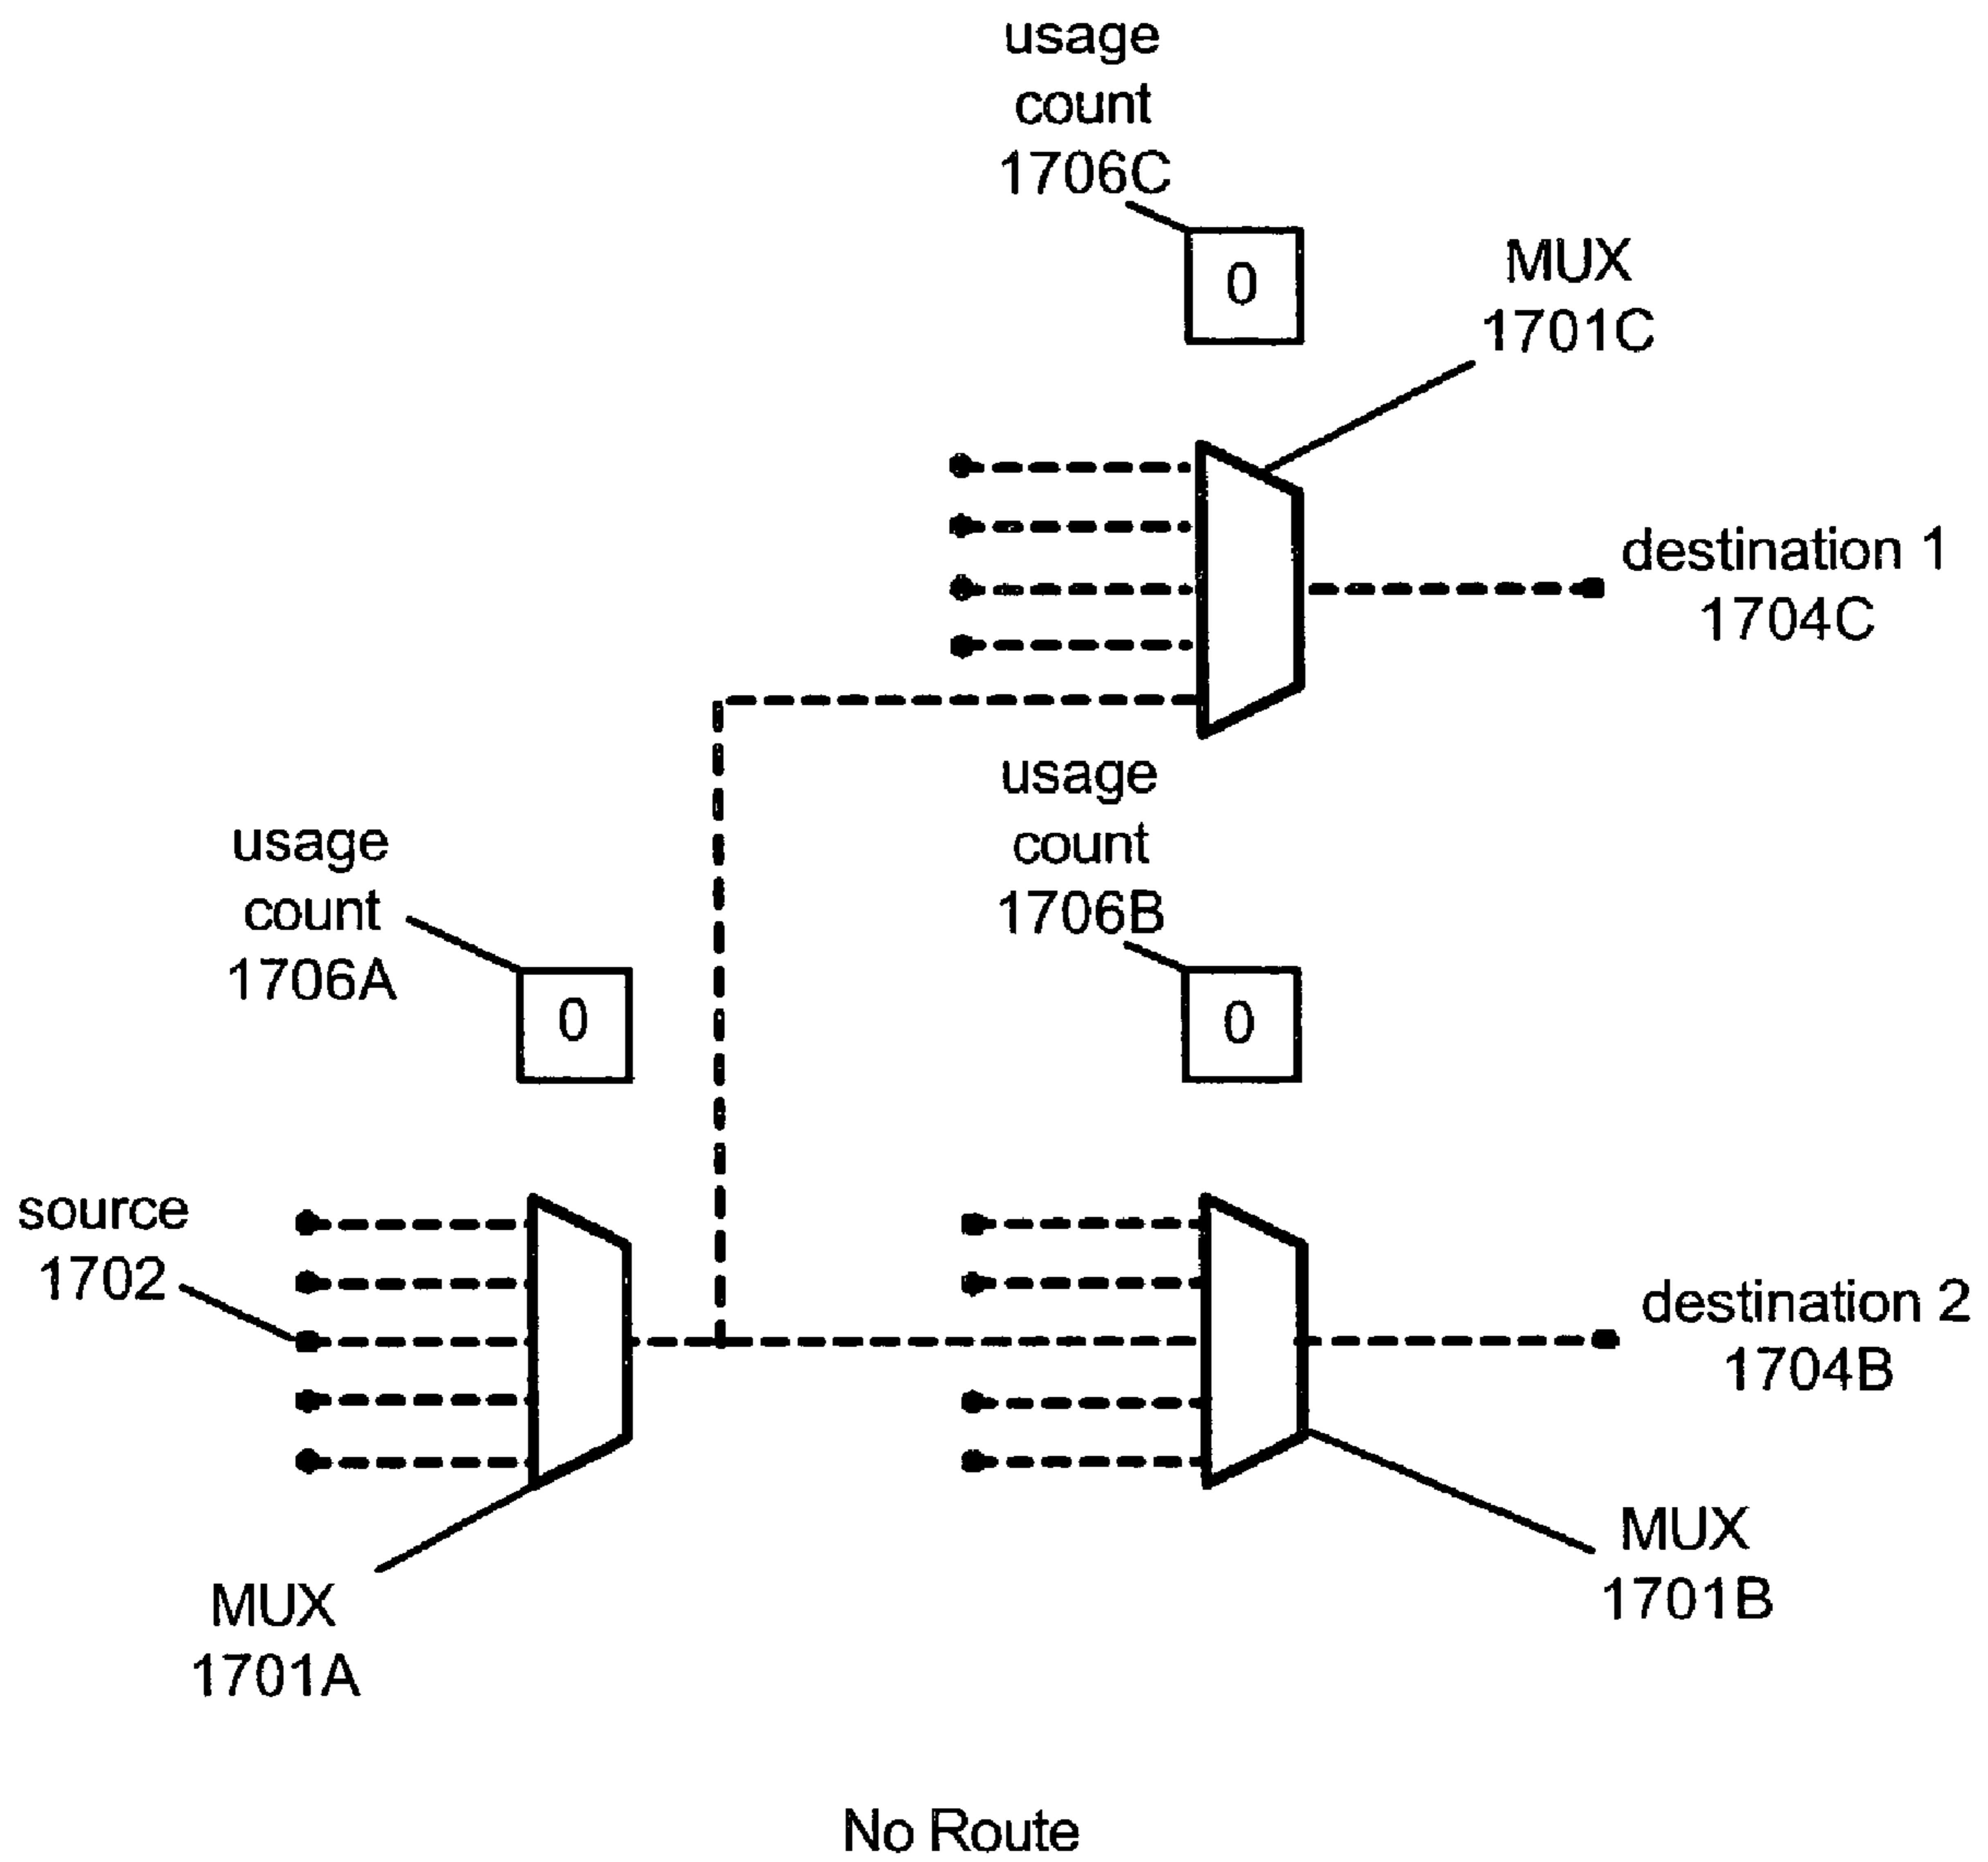 usage
count
1706C
0
MUX
1701C
destination 1
1704C
usage
count
1706B
0
usage
count
1706A
0
source
1702
destination 2
1704B
MUX
1701B
MUX
1701A
No Route